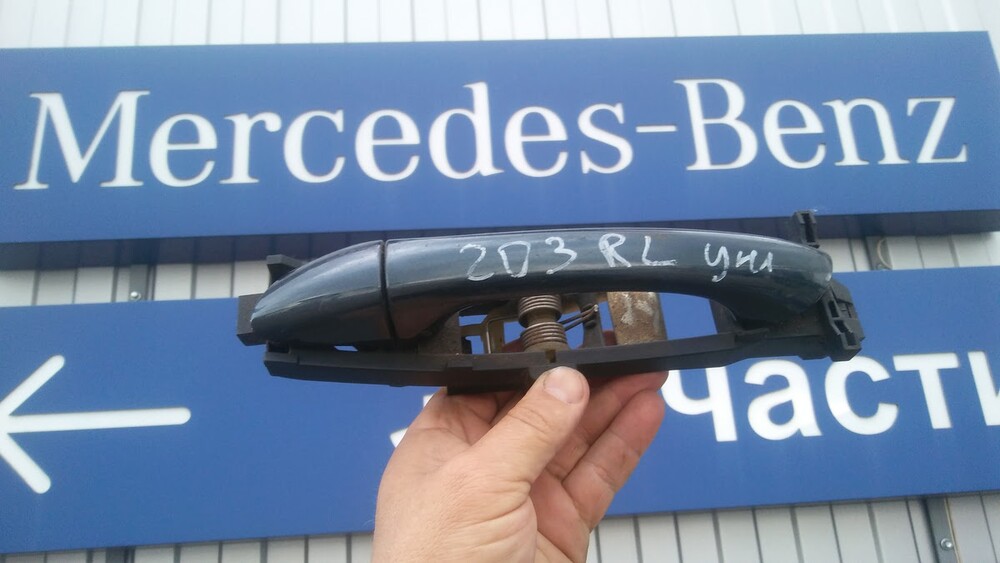 Mercedes-Benz
203 RL уни
части